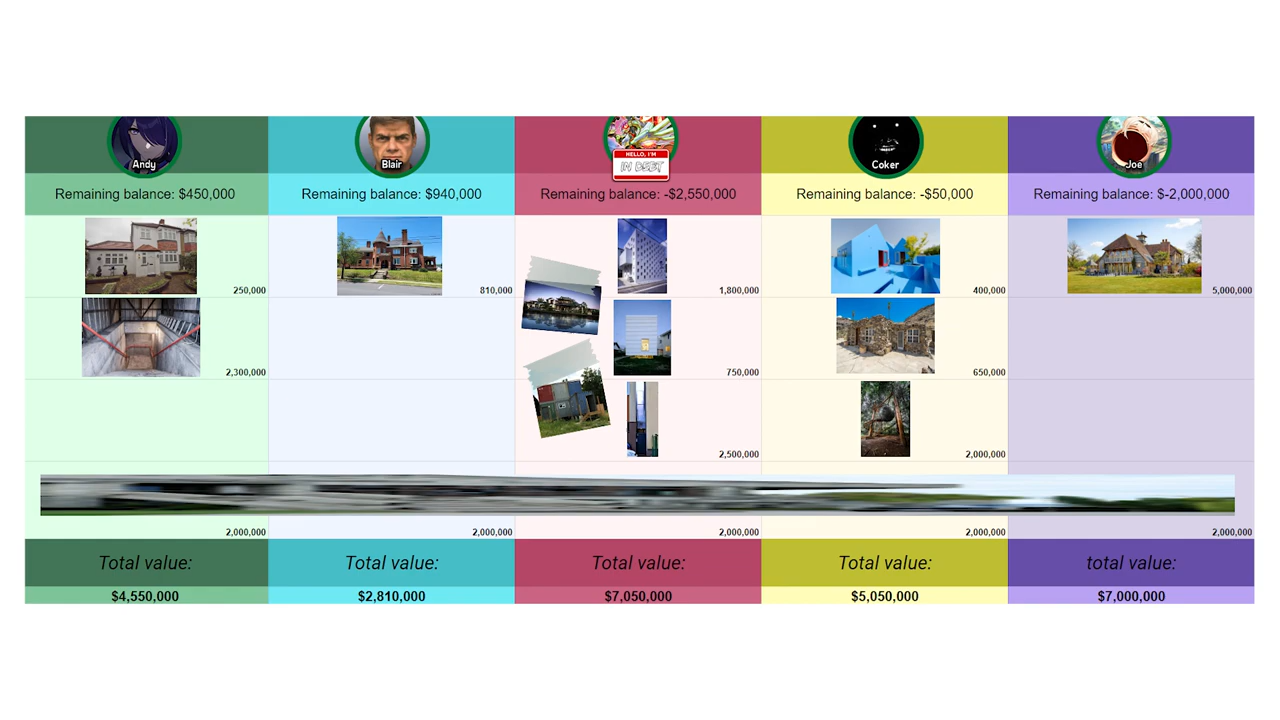 Andy
Blair
HELLO, I'M
IN DEBT
Coker
Joe
Remaining balance: $450,000
Remaining balance: $940,000
Remaining balance: -$2,550,000
Remaining balance: -$50,000
Remaining balance: $-2,000,000
250,000
810,000
1,800,000
400,000
5,000,000
2,300,000
750,000
650,000
2,500,000
2,000,000
2,000,000
2,000,000
2,000,000
2,000,000
2,000,000
Total value:
Total value:
Total value:
Total value:
total value:
$4,550,000
$2,810,000
$7,050,000
$5,050,000
$7,000,000